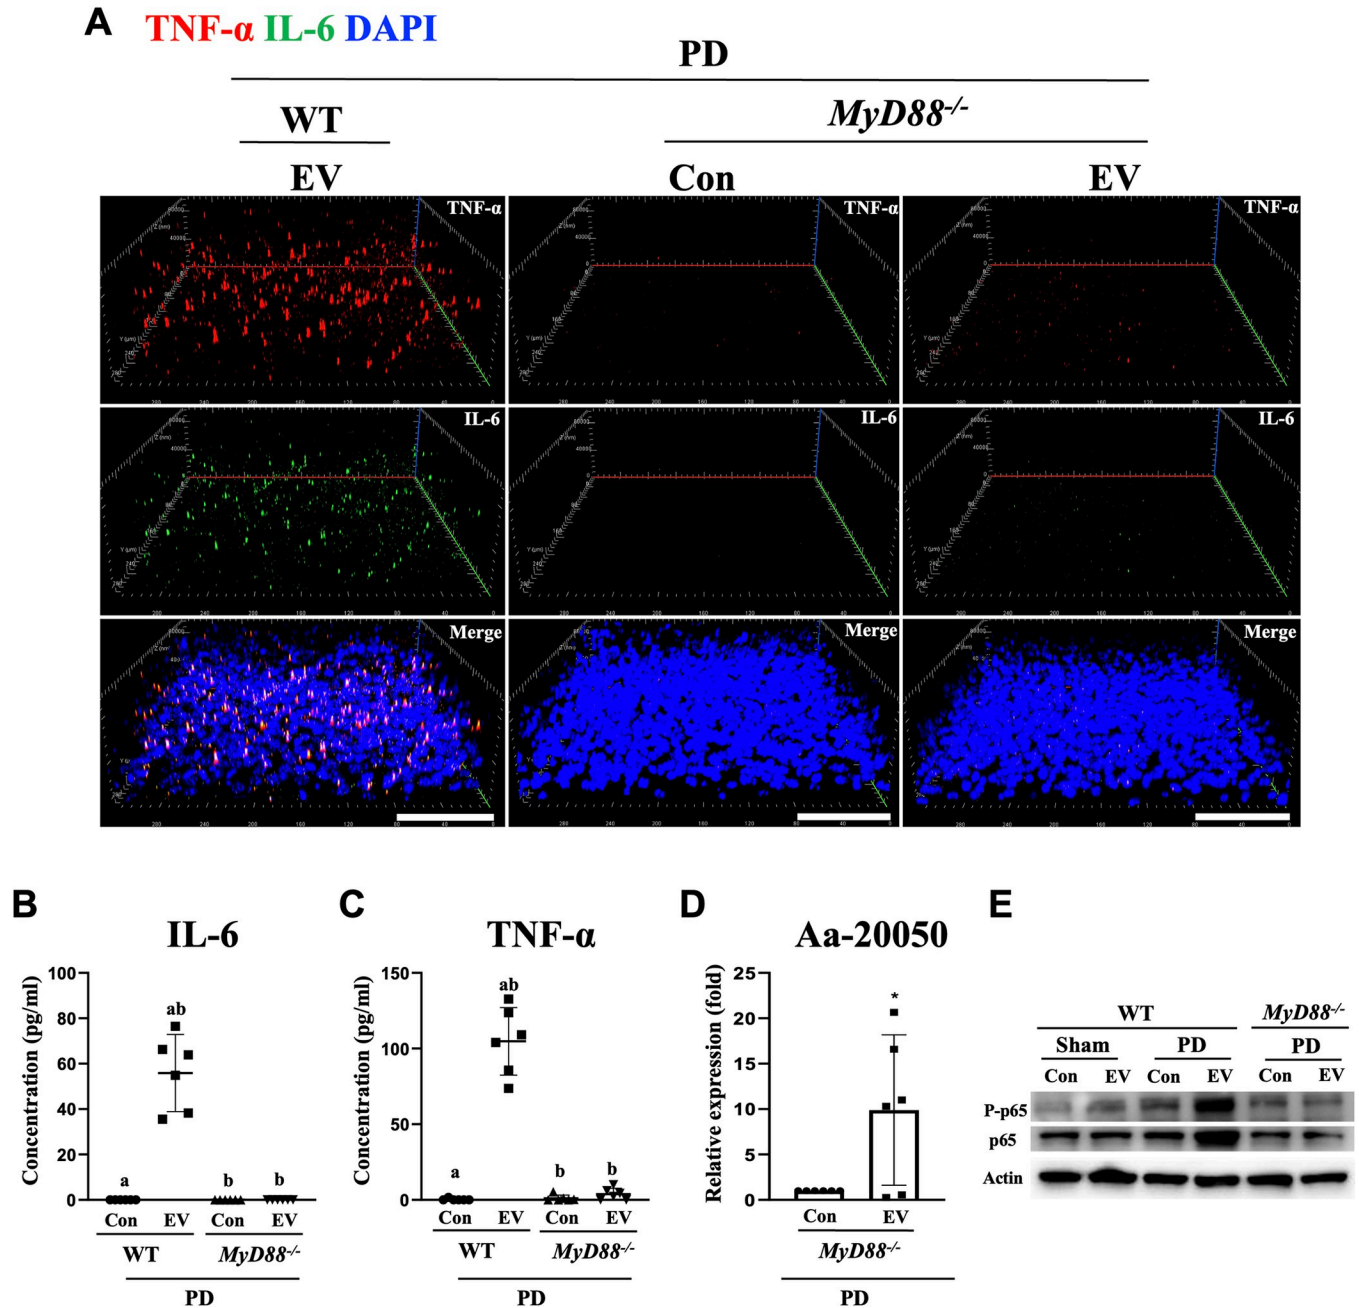 A
TNF-α IL-6 DAPI
PD
WT
MyD88-/-
EV Con EV
TNF-α TNF-α TNF-α
IL-6 IL-6 IL-6
Merge Merge Merge
B
IL-6
Concentration (pg/ml)
100
80
60
40
20
0
a ab b b
Con EV Con EV
WT MyD88-/-
PD
C
TNF-α
Concentration (pg/ml)
150
100
50
0
a ab b b
Con EV Con EV
WT MyD88-/-
PD
D
Aa-20050
Relative expression (fold)
25
20
15
10
5
0
*
Con EV
MyD88-/-
PD
E
WT MyD88-/-
Sham PD PD
Con EV Con EV Con EV
P-p65
p65
Actin